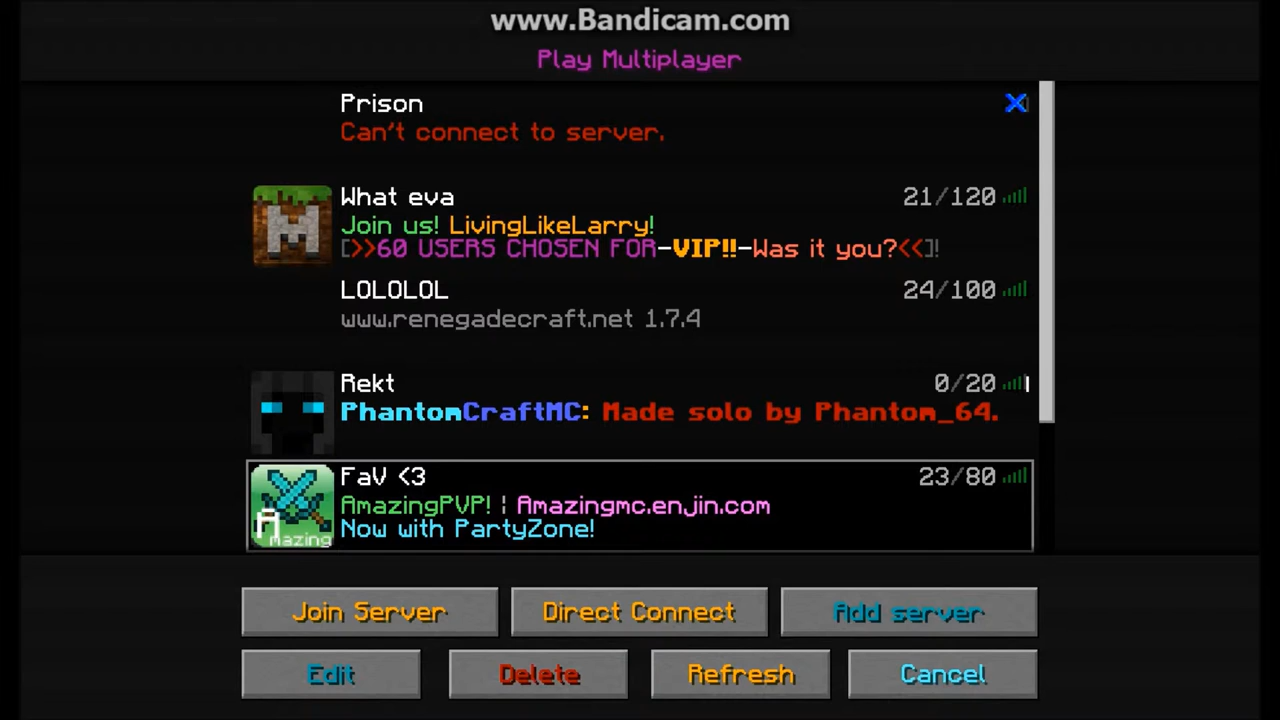 www.Bandicam.com
Play Multiplayer
Prison
Can't connect to server.
What eva 21/120
Join us! LivingLikeLarry!
[>>60 USERS CHOSEN FOR-VIP!!-Was it you?<<]!
LOLOLOL 24/100
www.renegadecraft.net 1.7.4
Rekt 0/20
PhantomCraftMC: Made solo by Phantom_64.
FaV <3 23/80
AmazingPVP! ¦ Amazingmc.enjin.com
Now with PartyZone!
M
A
mazing
Join Server Direct Connect Add server
Edit Delete Refresh Cancel